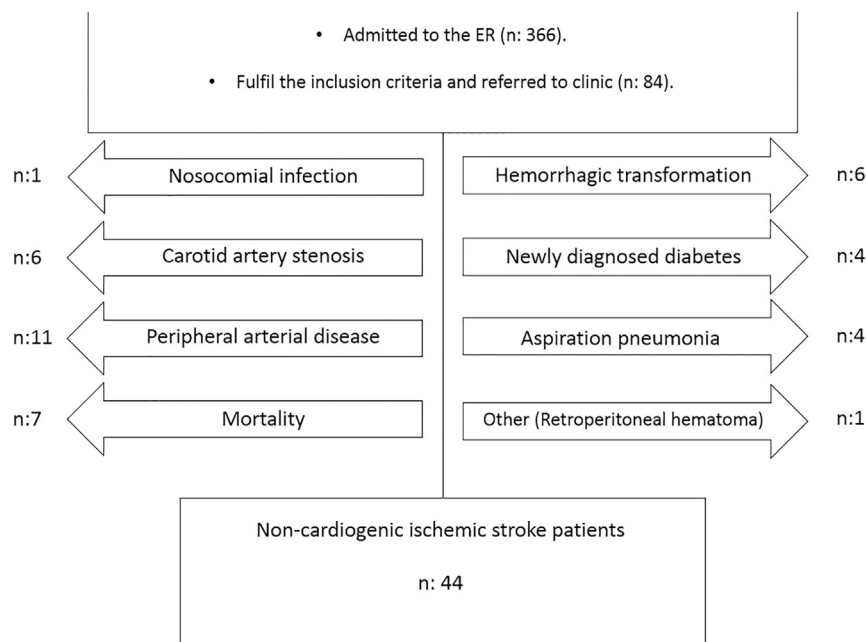 • Admitted to the ER (n: 366).
• Fulfil the inclusion criteria and referred to clinic (n: 84).
n:1 Nosocomial infection Hemorrhagic transformation n:6
n:6 Carotid artery stenosis Newly diagnosed diabetes n:4
n:11 Peripheral arterial disease Aspiration pneumonia n:4
n:7 Mortality Other (Retroperitoneal hematoma) n:1
Non-cardiogenic ischemic stroke patients
n: 44